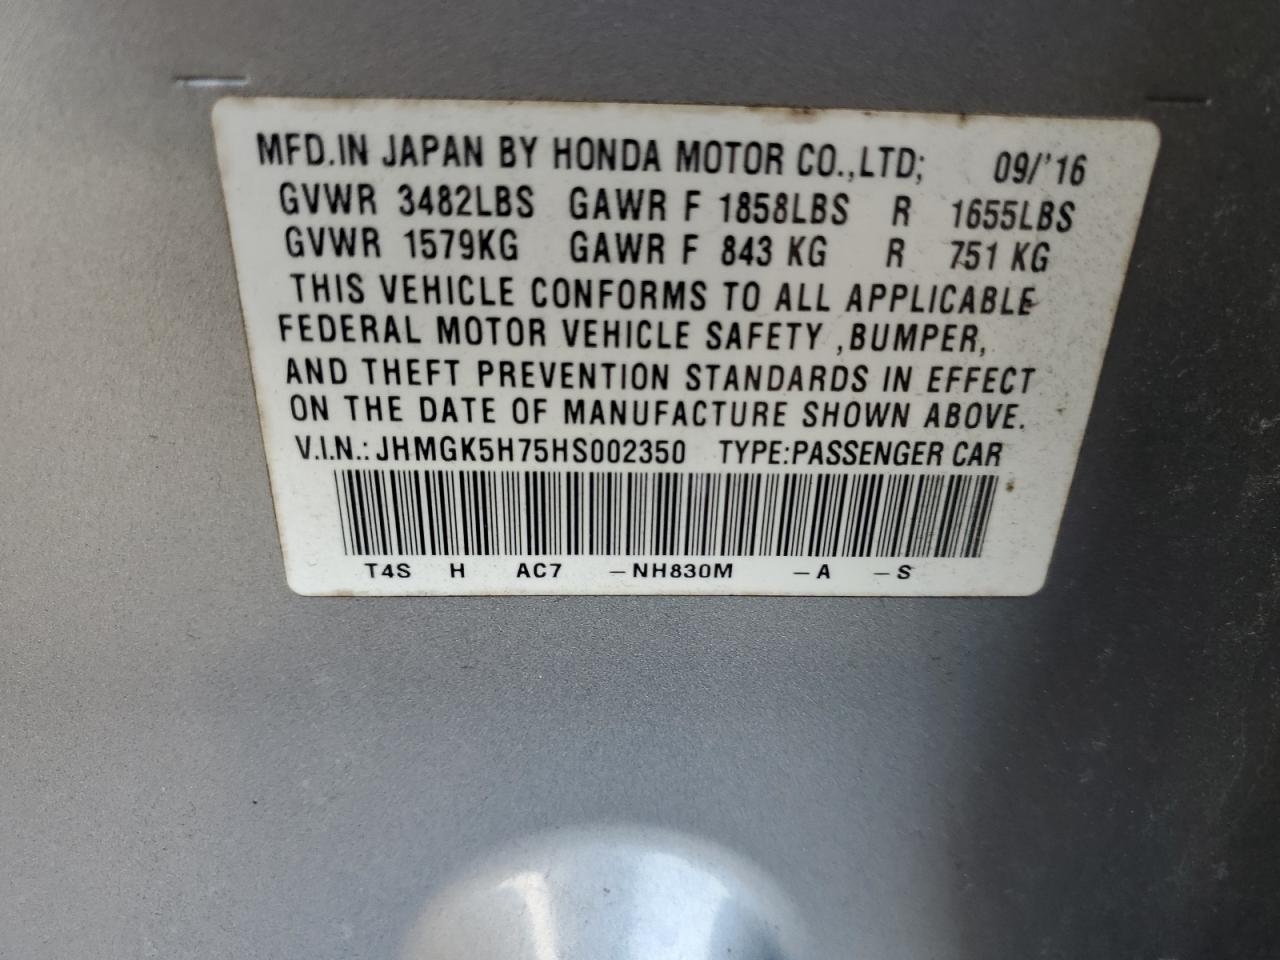 MFD.IN JAPAN BY HONDA MOTOR CO.,LTD; 09/'16
GVWR 3482LBS GAWR F 1858LBS R 1655LBS
GVWR 1579KG GAWR F 843 KG R 751 KG
THIS VEHICLE CONFORMS TO ALL APPLICABLE
FEDERAL MOTOR VEHICLE SAFETY ,BUMPER,
AND THEFT PREVENTION STANDARDS IN EFFECT
ON THE DATE OF MANUFACTURE SHOWN ABOVE.
V.I.N.: JHMGK5H75HS002350 TYPE:PASSENGER CAR
T4S H AC7 -NH830M -A -S